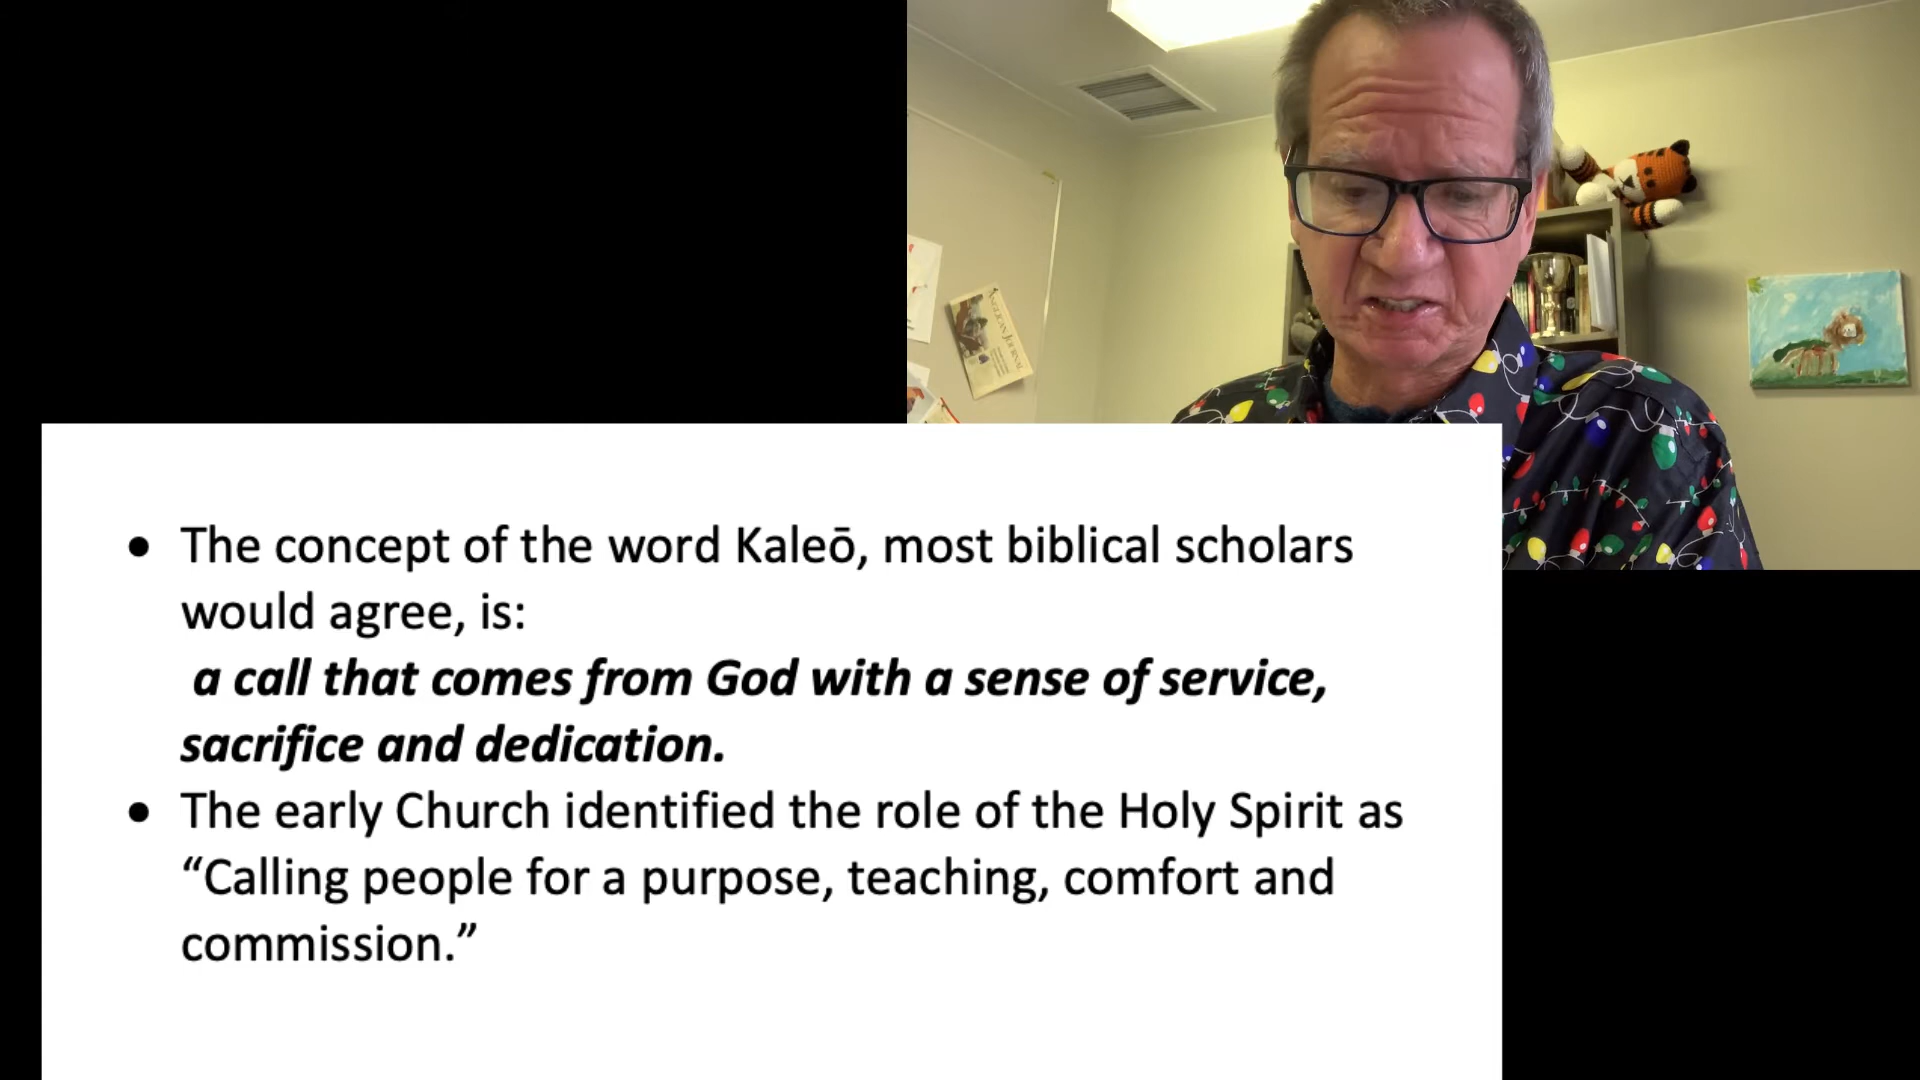 ANGLICAN JOURNAL
• The concept of the word Kaleō, most biblical scholars
would agree, is:
a call that comes from God with a sense of service,
sacrifice and dedication.
• The early Church identified the role of the Holy Spirit as
“Calling people for a purpose, teaching, comfort and
commission.”